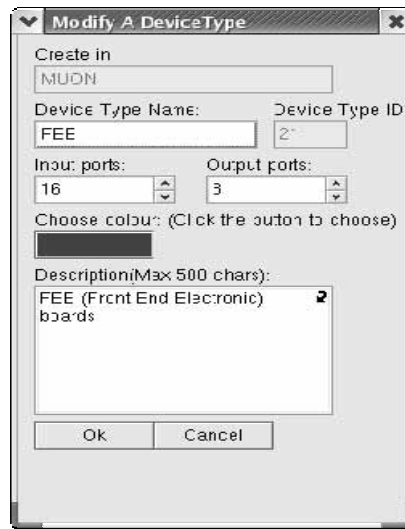 Modify A DeviceType
Create in
MUON
Device Type Name: Device Type ID
FEE
Input ports: Output ports:
16
Choose colour: (Click the button to choose)
Description(Max 500 chars):
FEE (Front End Electronic)
boards
Ok Cancel